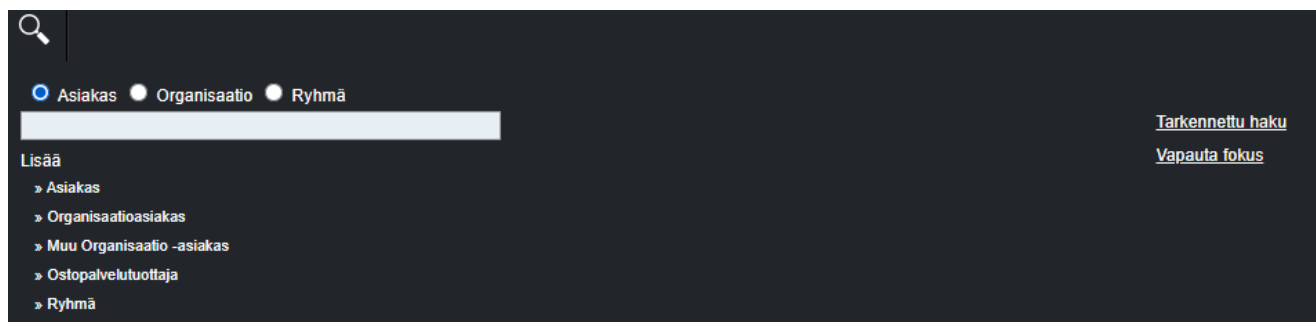 Asiakas Organisaatio Ryhmä
Tarkennettu haku
Lisää
Vapauta fokus
» Asiakas
» Organisaatioasiakas
» Muu Organisaatio -asiakas
» Ostopalvelutuottaja
» Ryhmä